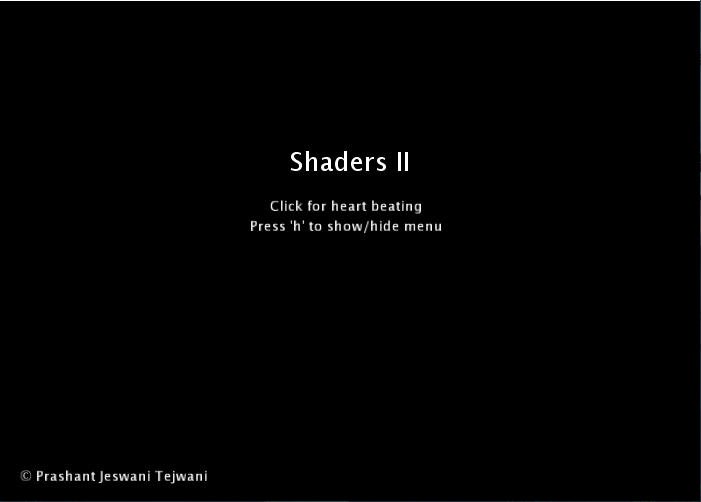 Shaders II
Click for heart beating
Press 'h' to show/hide menu
© Prashant Jeswani Tejwani